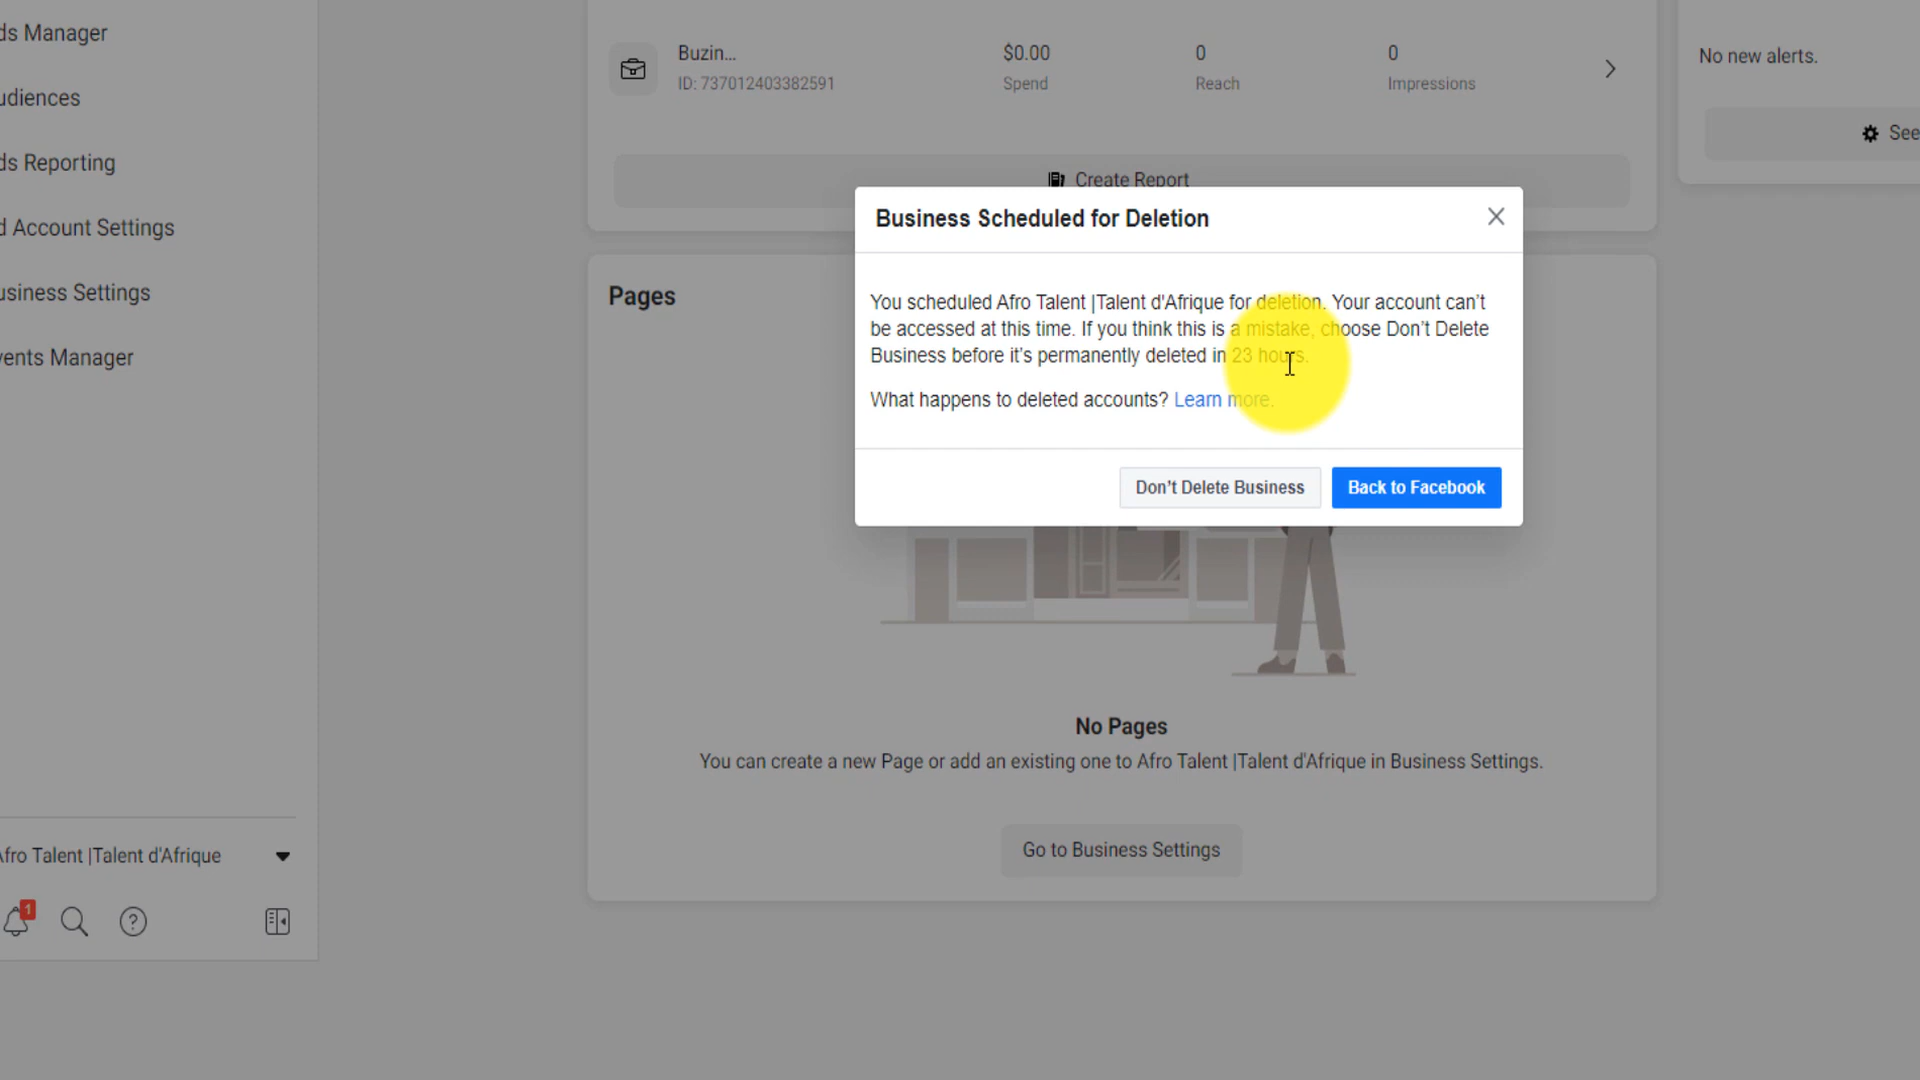 ds Manager
udiences
ds Reporting
d Account Settings
usiness Settings
vents Manager
Afro Talent |Talent d'Afrique
1
Buzin...
ID: 737012403382591
$0.00
Spend
0
Reach
0
Impressions
Create Report
No new alerts.
See
Pages
Business Scheduled for Deletion
You scheduled Afro Talent |Talent d'Afrique for deletion. Your account can't
be accessed at this time. If you think this is a mistake, choose Don't Delete
Business before it's permanently deleted in 23 hours.
What happens to deleted accounts? Learn more.
Don't Delete Business
Back to Facebook
No Pages
You can create a new Page or add an existing one to Afro Talent |Talent d'Afrique in Business Settings.
Go to Business Settings